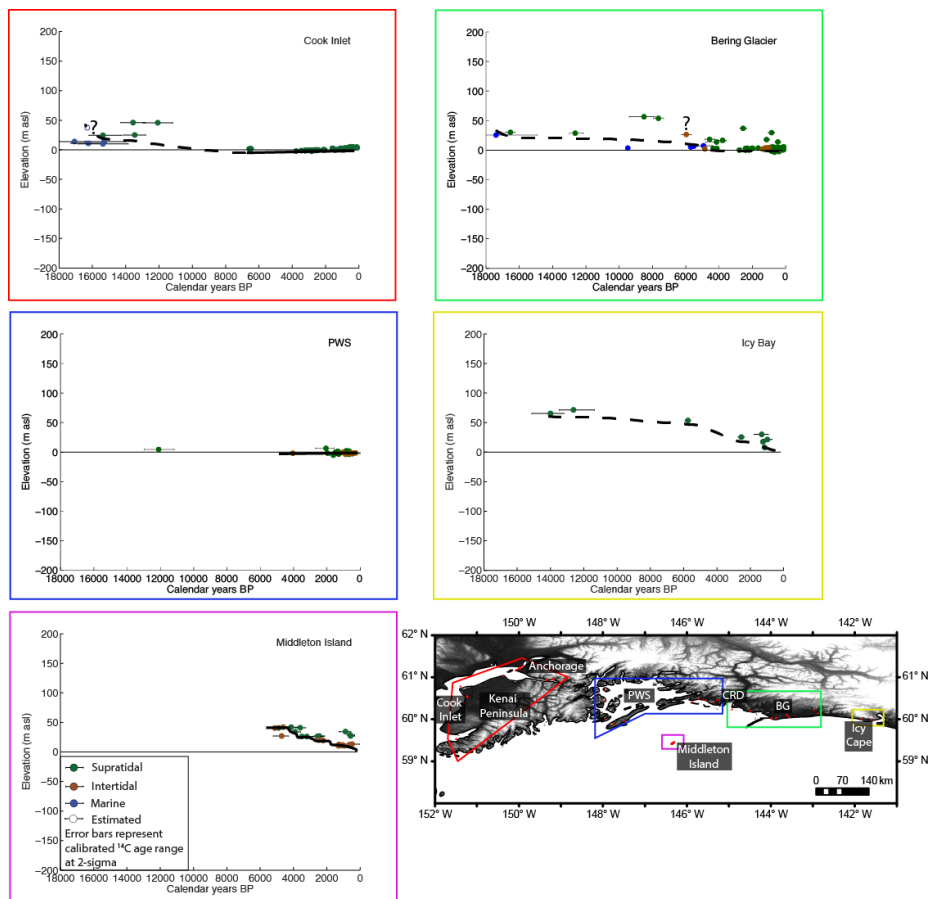 Cook Inlet
Elevation (m asl)
200
150
100
50
0
−50
−100
−150
−200
?
18000 16000 14000 12000 10000 8000 6000 4000 2000 0
Calendar years BP
Bering Glacier
Elevation (m asl)
200
150
100
50
0
−50
−100
−150
−200
?
18000 16000 14000 12000 10000 8000 6000 4000 2000 0
Calendar years BP
PWS
Elevation (m asl)
200
150
100
50
0
−50
−100
−150
−200
18000 16000 14000 12000 10000 8000 6000 4000 2000 0
Calendar years BP
Icy Bay
Elevation (m asl)
200
150
100
50
0
50
100
150
−200
18000 16000 14000 12000 10000 8000 6000 4000 2000 0
Calendar years BP
Middleton Island
Elevation (m asl)
200
150
100
50
0
−50
−100
−150
−200
Supratidal
Intertidal
Marine
Estimated
Error bars represent
calibrated ¹⁴C age range
at 2-sigma
18000 16000 14000 12000 10000 8000 6000 4000 2000 0
Calendar years BP
150° 148° 146° 144° 142°
62° N
61°
60°
59°
61° N
60° N
59° N
Anchorage
Cook
Inlet
Kenai
Peninsula
PWS
CRD
BG
Icy
Cape
Middleton
Island
0 70 140 km
152° 150° 148° 146° 144° 142°